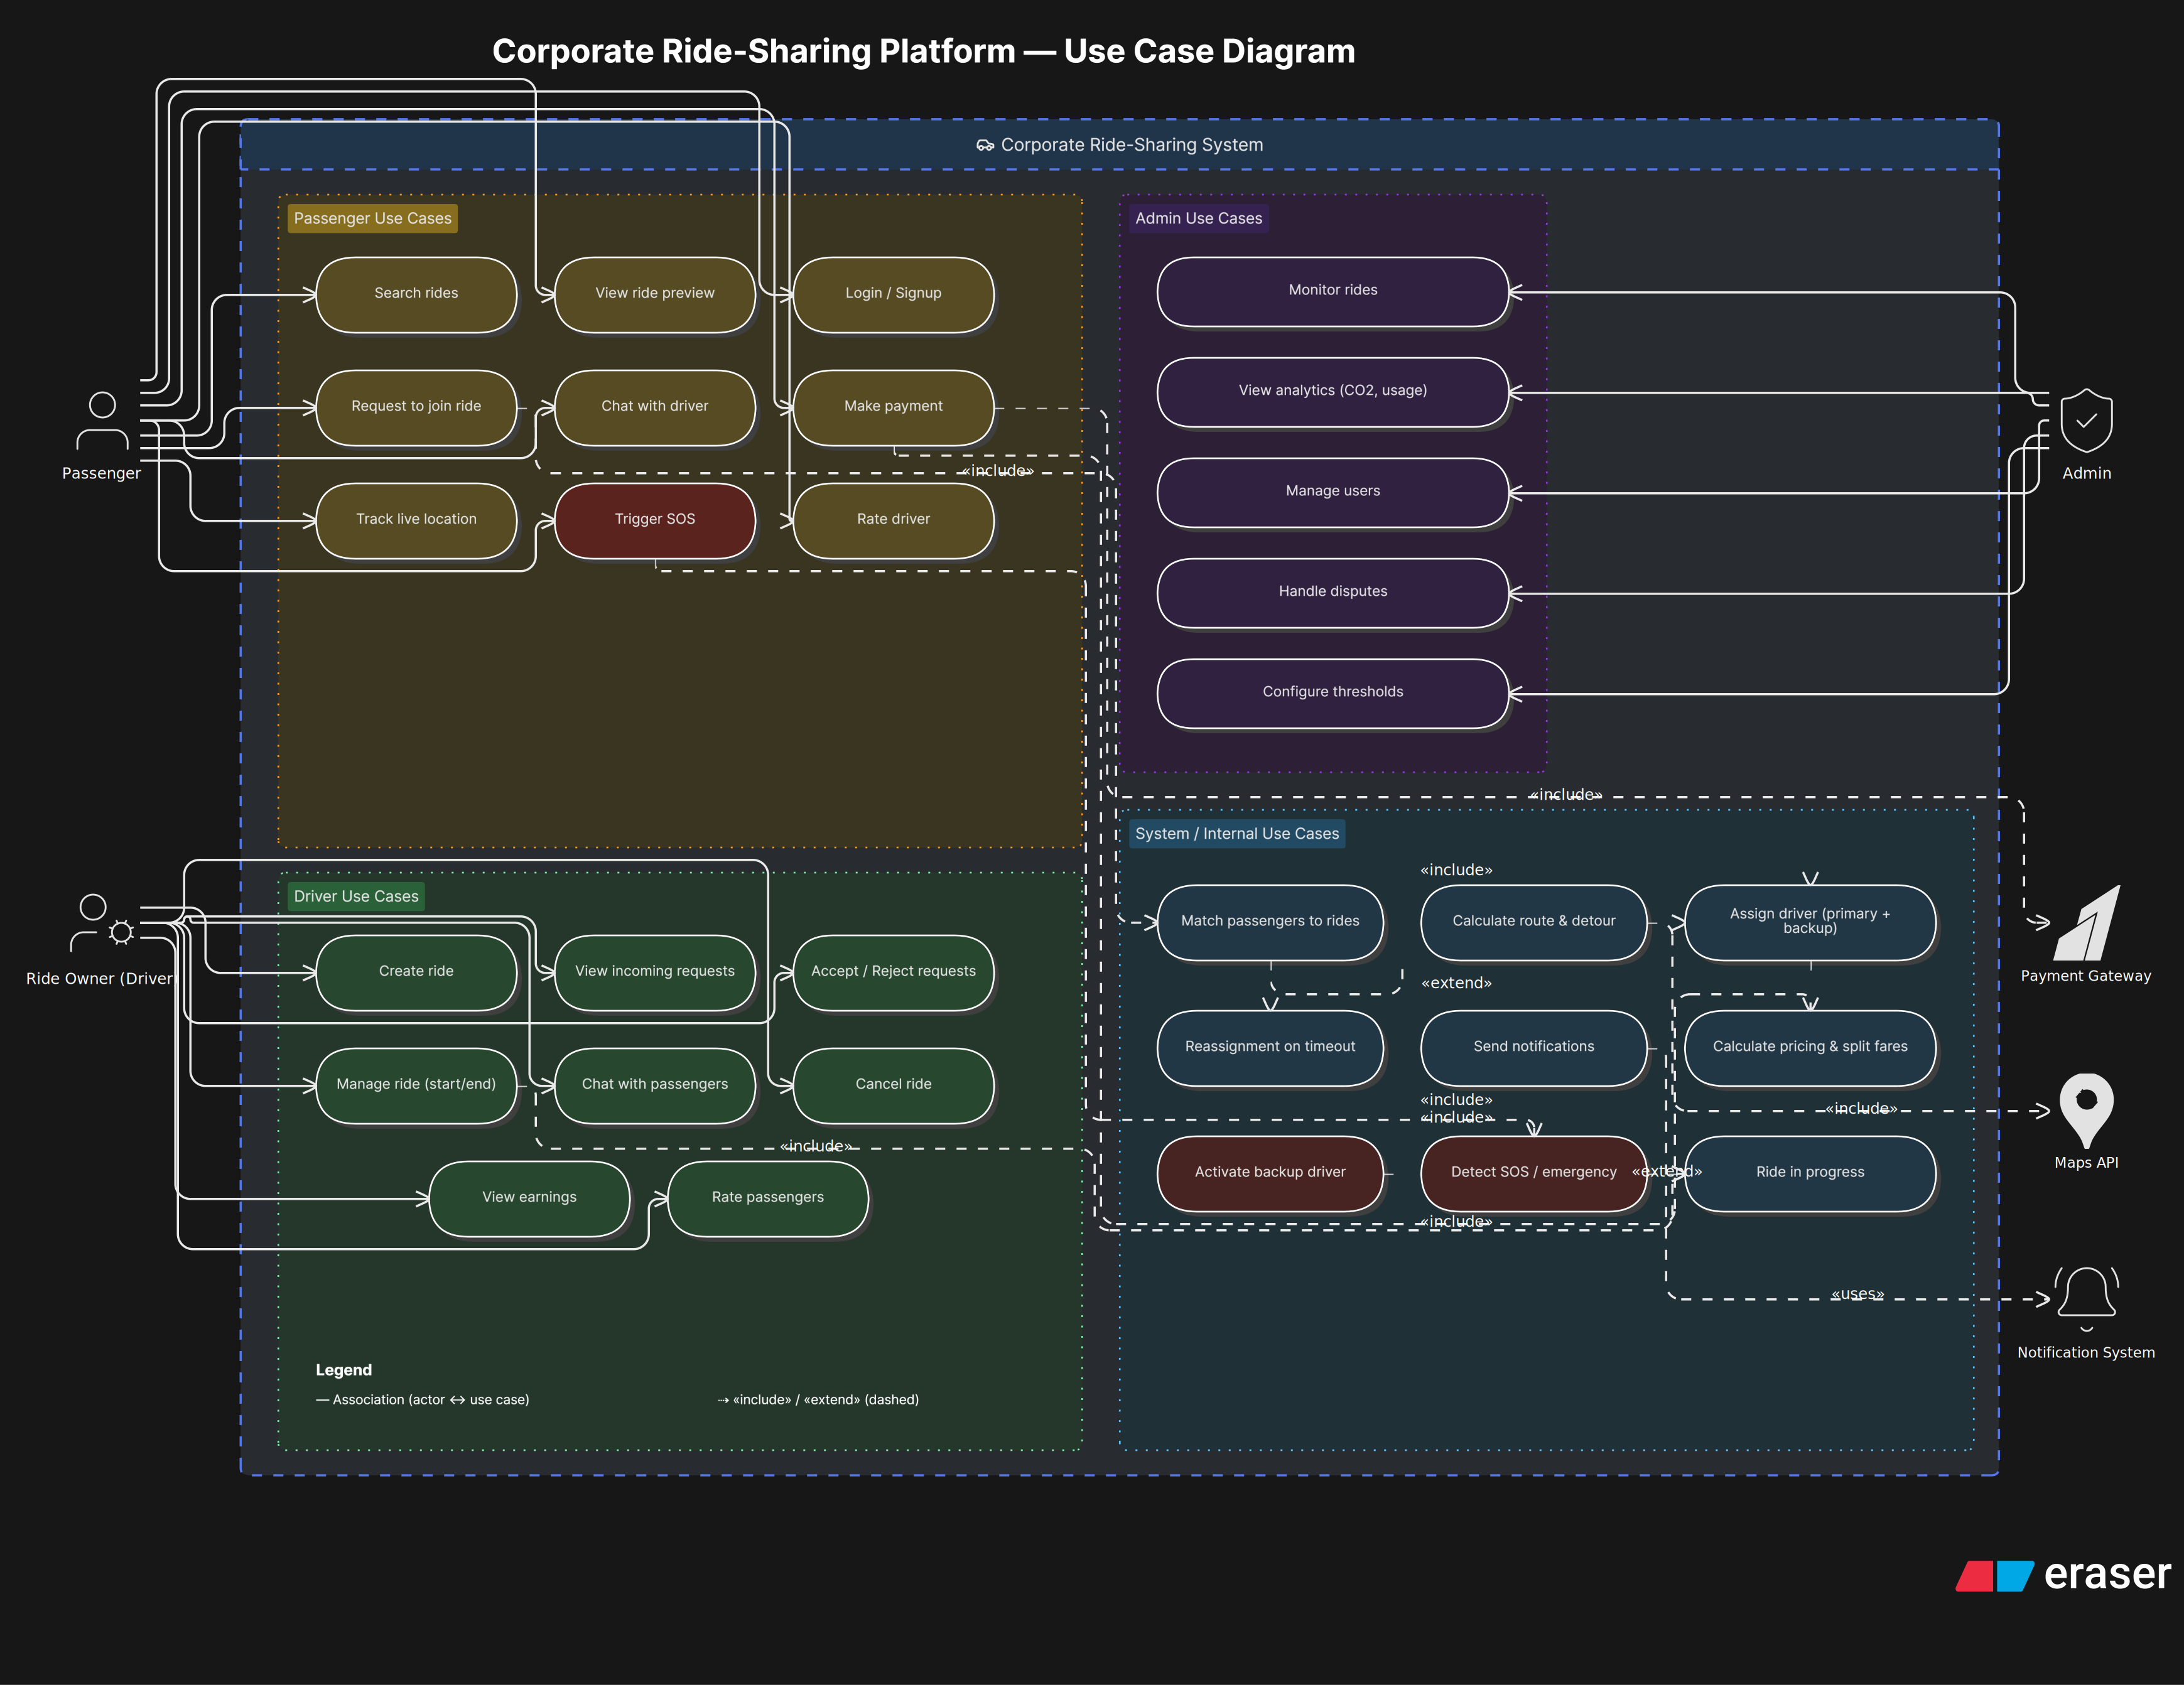 Corporate Ride-Sharing Platform — Use Case Diagram
Corporate Ride-Sharing System
Passenger Use Cases
Search rides
View ride preview
Login / Signup
Request to join ride
Chat with driver
Make payment
«include»
Track live location
Trigger SOS
Rate driver
Passenger
Admin Use Cases
Monitor rides
View analytics (CO2, usage)
Manage users
Handle disputes
Configure thresholds
Admin
«include»
System / Internal Use Cases
«include»
Match passengers to rides
Calculate route & detour
Assign driver (primary +
backup)
«extend»
Reassignment on timeout
Send notifications
Calculate pricing & split fares
«include»
«include»
«include»
Activate backup driver
Detect SOS / emergency
«extend»
Ride in progress
«include»
«uses»
Payment Gateway
Maps API
Notification System
Ride Owner (Driver)
Driver Use Cases
Create ride
View incoming requests
Accept / Reject requests
Manage ride (start/end)
Chat with passengers
Cancel ride
«include»
View earnings
Rate passengers
Legend
— Association (actor ↔ use case)
⇢ «include» / «extend» (dashed)
eraser